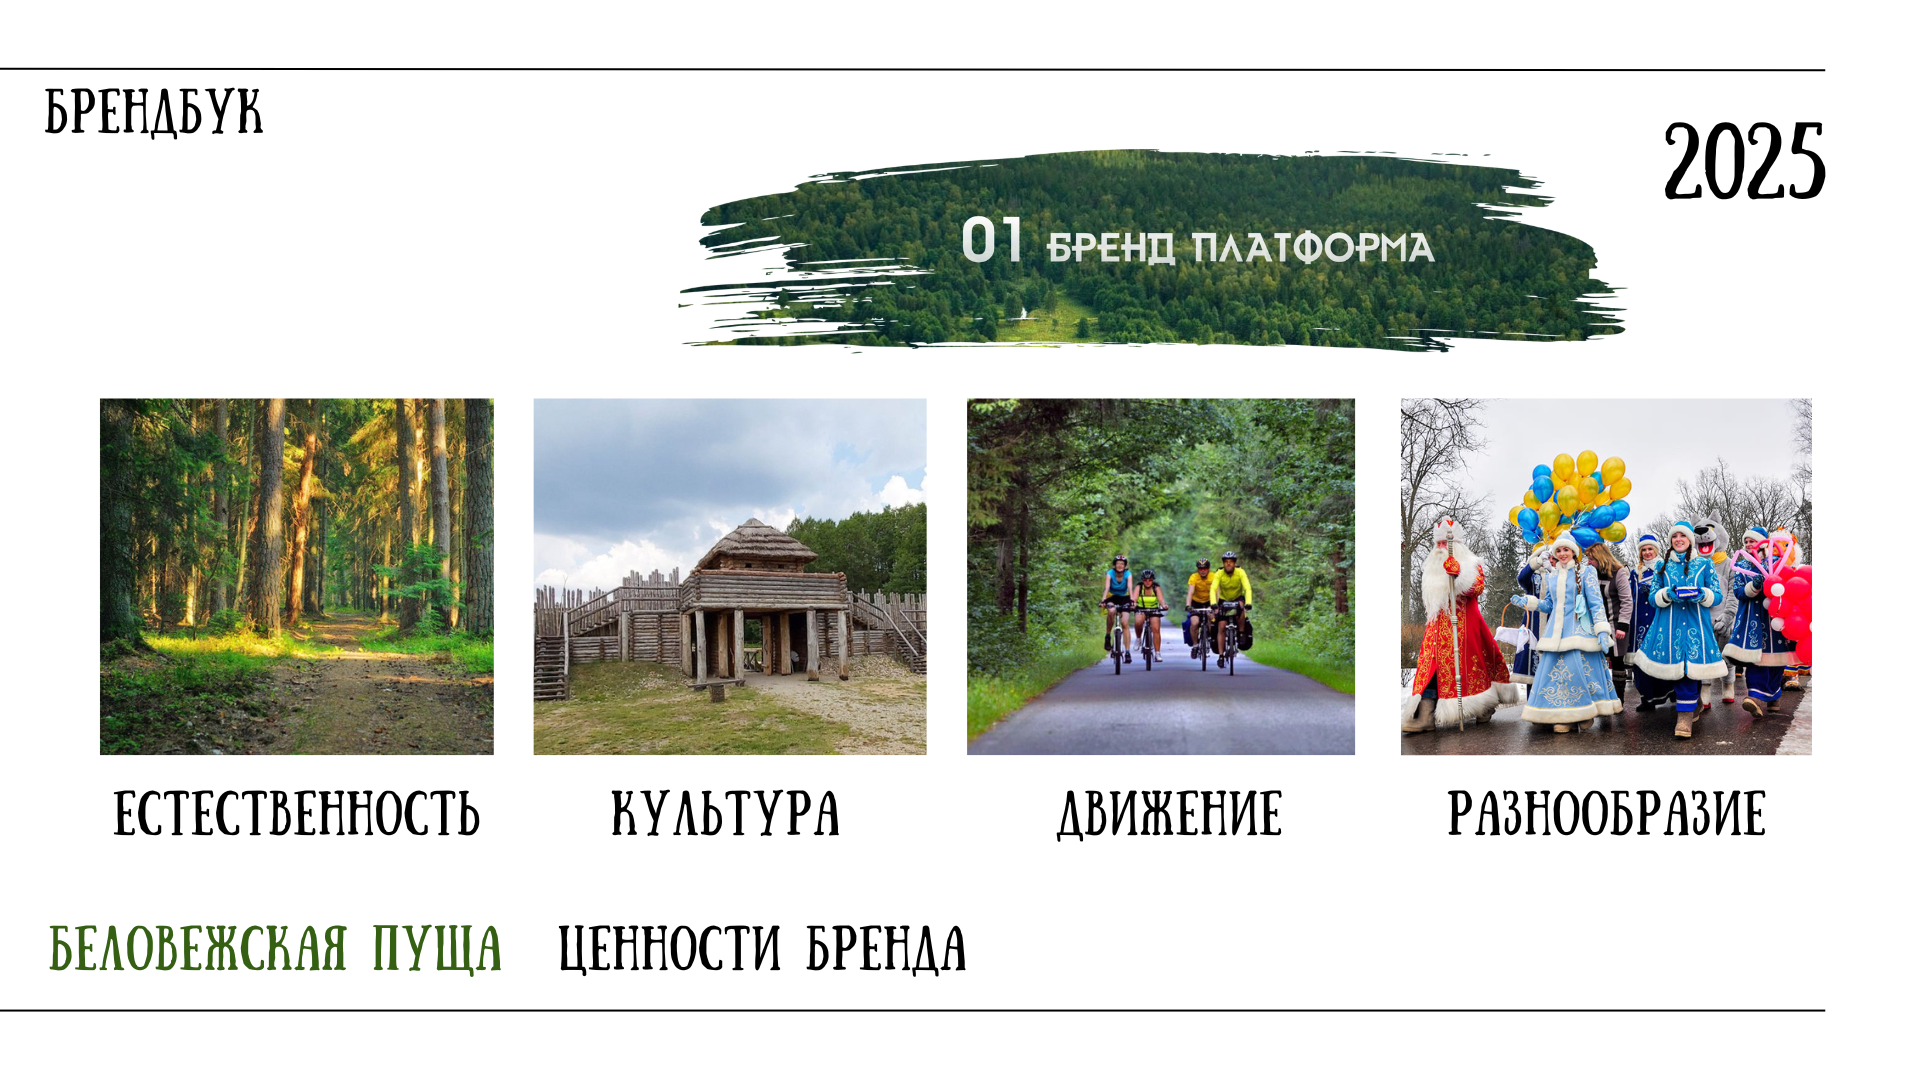 БРЕНДБУК
2025
01 БРЕНД ПЛАТФОРМА
ЕСТЕСТВЕННОСТЬ
КУЛЬТУРА
ДВИЖЕНИЕ
РАЗНООБРАЗИЕ
БЕЛОВЕЖСКАЯ ПУЩА ЦЕННОСТИ БРЕНДА